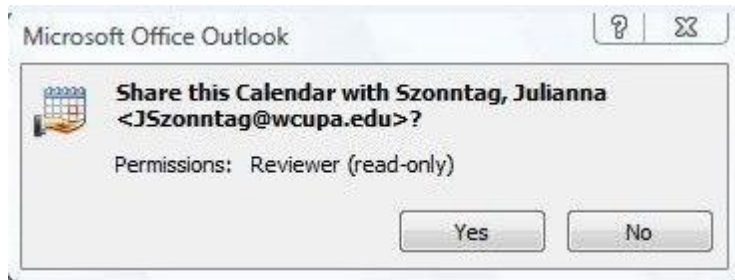 Microsoft Office Outlook
Share this Calendar with Szonntag, Julianna
<JSzonntag@wcupa.edu>?
Permissions: Reviewer (read-only)
Yes No